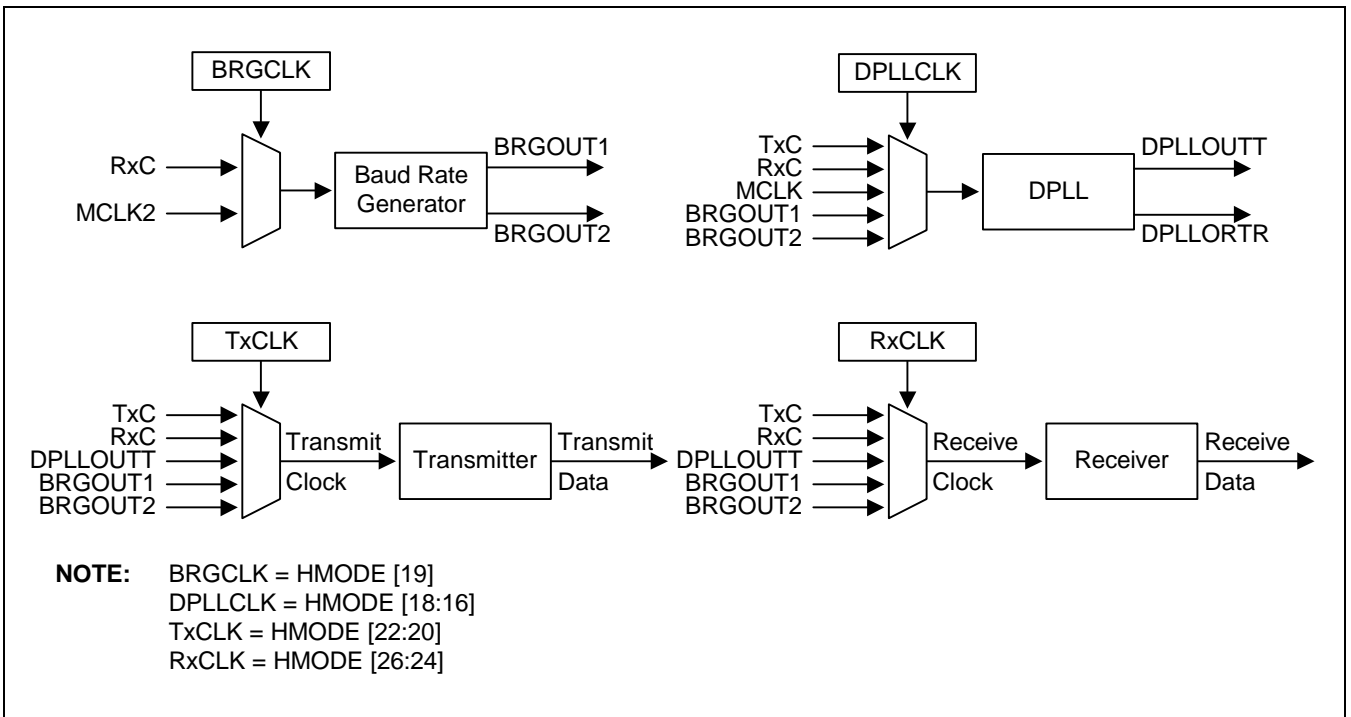 BRGCLK
RxC
MCLK2
Baud Rate
Generator
BRGOUT1
BRGOUT2
DPLLCLK
TxC
RxC
MCLK
BRGOUT1
BRGOUT2
DPLL
DPLLOUTT
DPLLORTR
TxCLK
TxC
RxC
DPLLOUTT
BRGOUT1
BRGOUT2
Transmit
Clock
Transmitter
Transmit
Data
RxCLK
TxC
RxC
DPLLOUTT
BRGOUT1
BRGOUT2
Receive
Clock
Receiver
Receive
Data
NOTE: BRGCLK = HMODE [19]
DPLLCLK = HMODE [18:16]
TxCLK = HMODE [22:20]
RxCLK = HMODE [26:24]